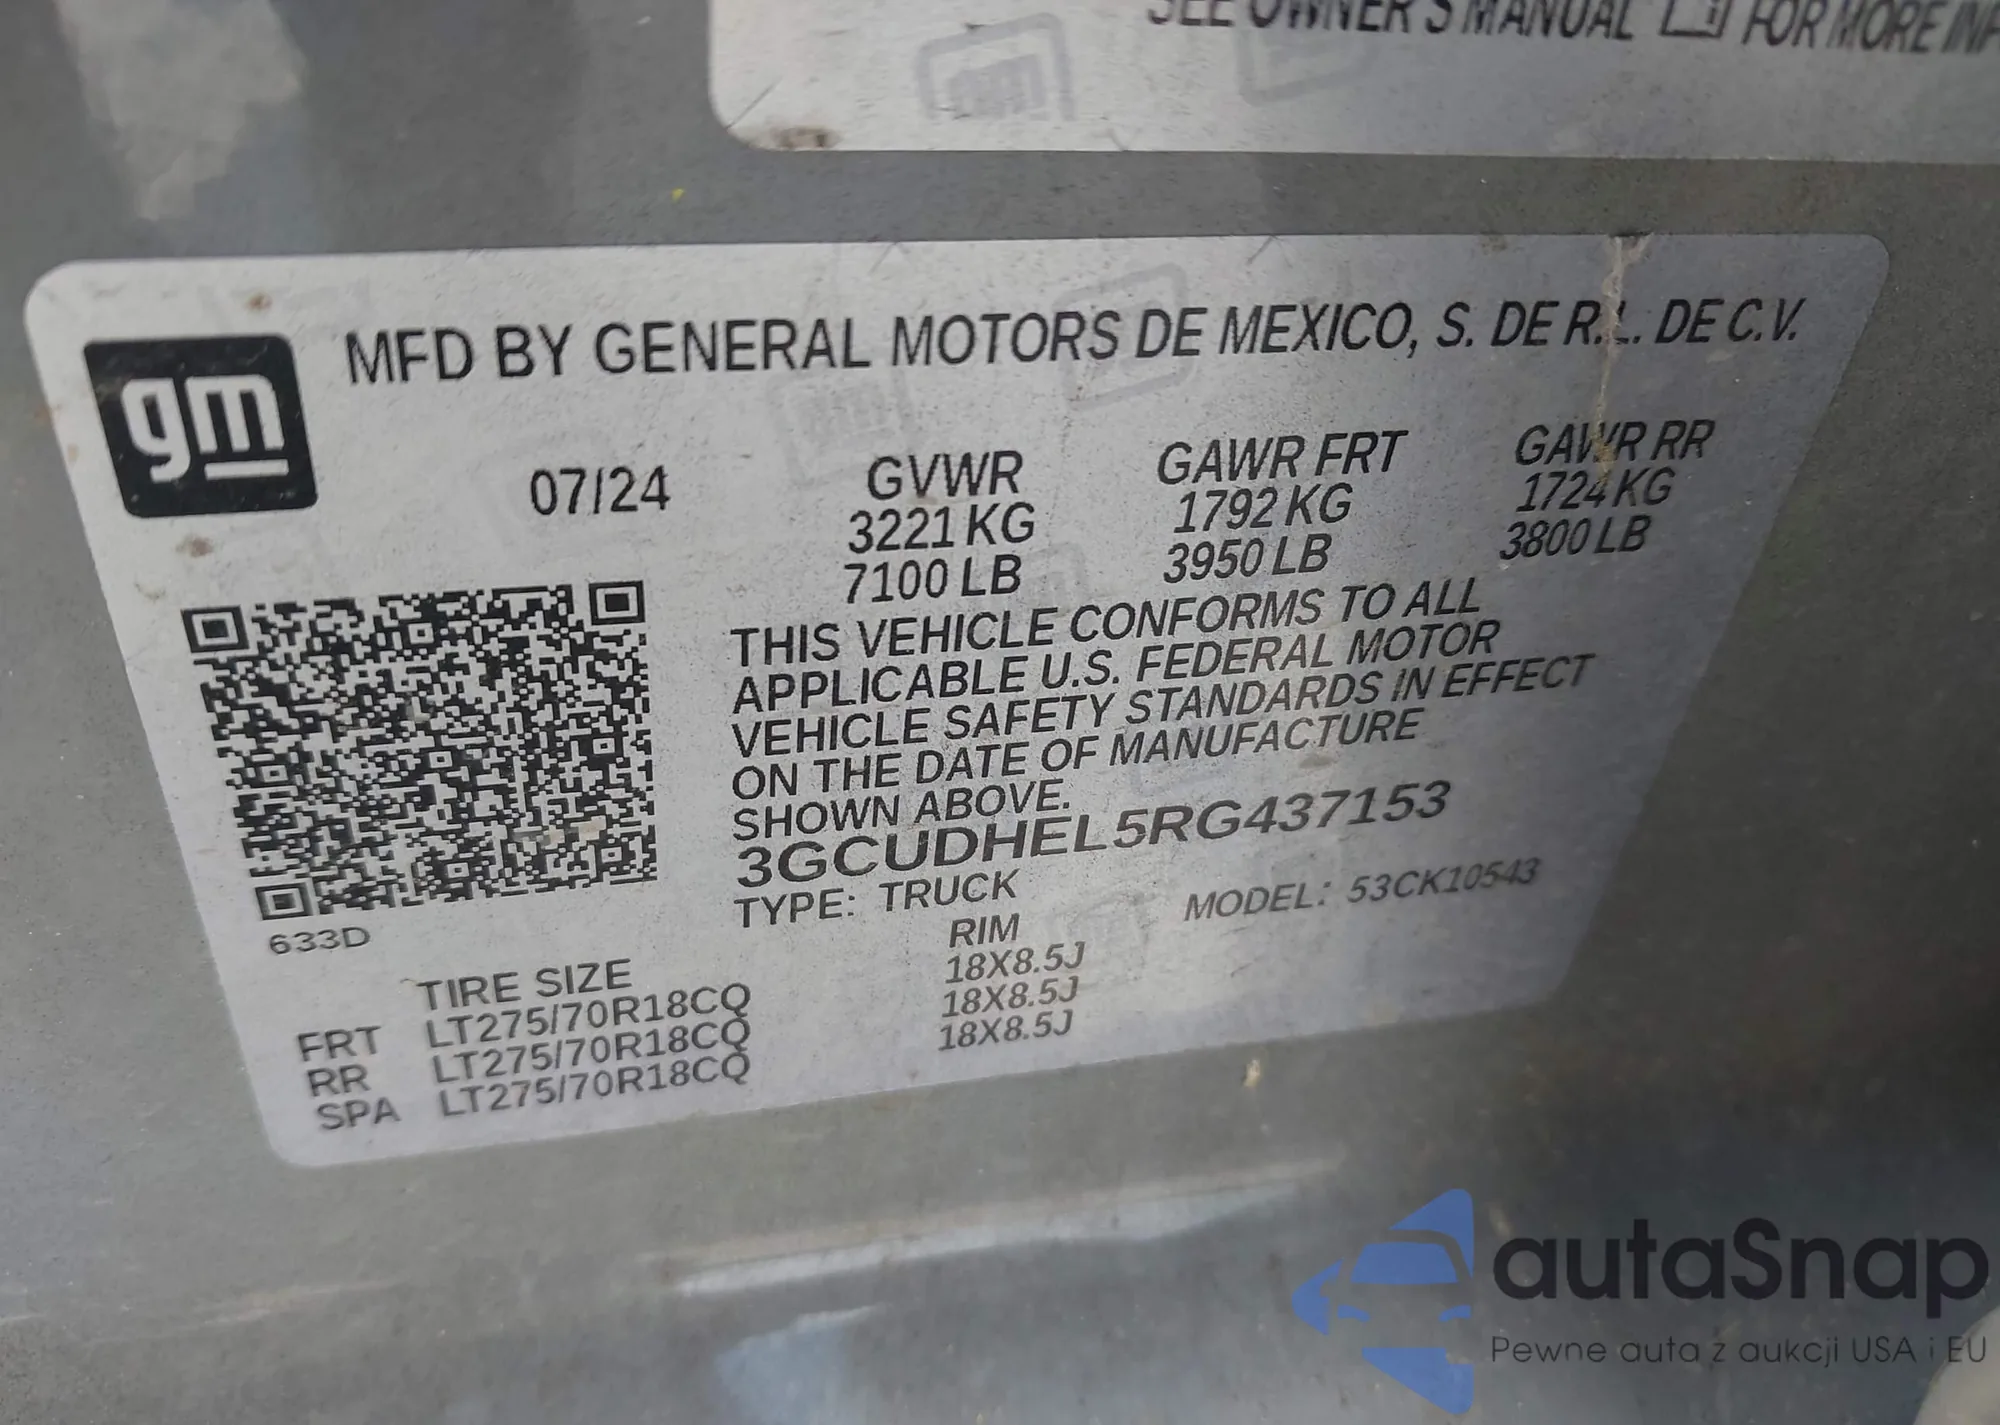 SEE OWNER'S MANUAL FOR MORE INF
gm
MFD BY GENERAL MOTORS DE MEXICO, S. DE R.L. DE C.V.
07/24
GVWR GAWR FRT GAWR RR
3221 KG 1792 KG 1724 KG
7100 LB 3950 LB 3800 LB
THIS VEHICLE CONFORMS TO ALL
APPLICABLE U.S. FEDERAL MOTOR
VEHICLE SAFETY STANDARDS IN EFFECT
ON THE DATE OF MANUFACTURE
SHOWN ABOVE.
3GCUDHEL5RG437153
TYPE: TRUCK MODEL: 53CK10543
633D
TIRE SIZE RIM
FRT LT275/70R18CQ 18X8.5J
RR LT275/70R18CQ 18X8.5J
SPA LT275/70R18CQ 18X8.5J
autaSnap
Pewne auta z aukcji USA i EU